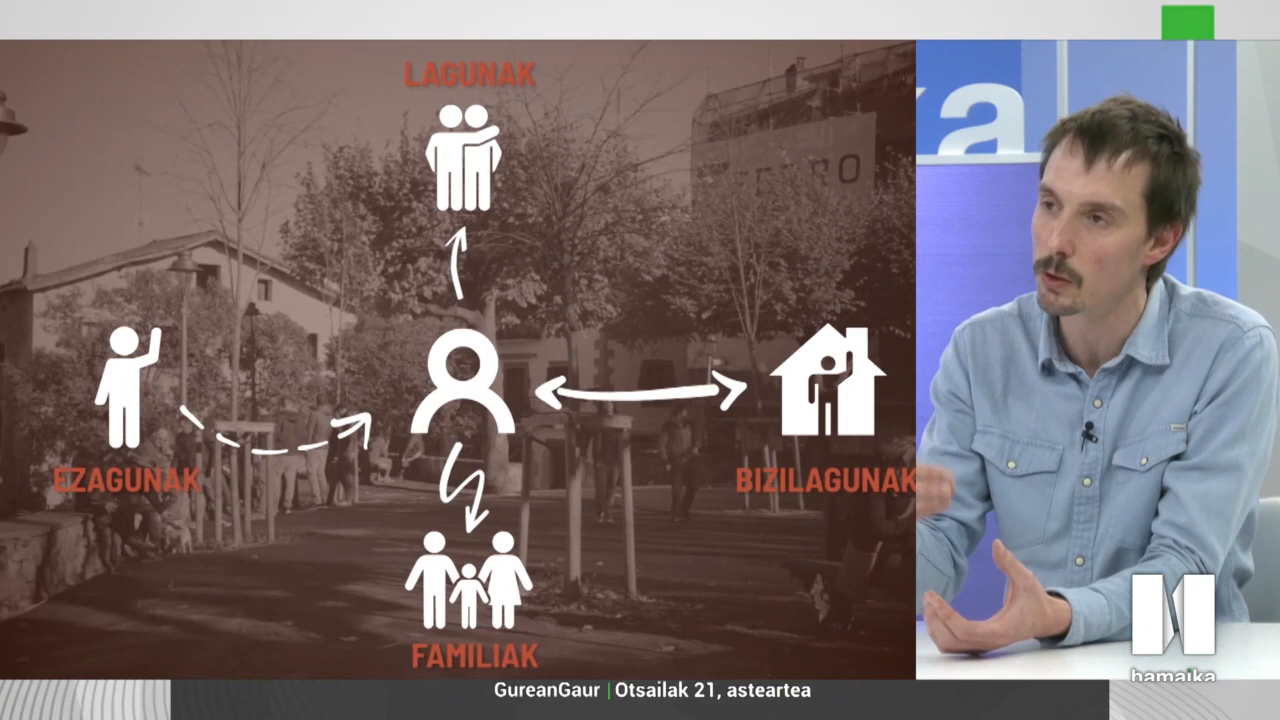 LAGUNAK
EZAGUNAK
BIZILAGUNAK
FAMILIAK
a
hamaika
GureanGaur | Otsailak 21, asteartea